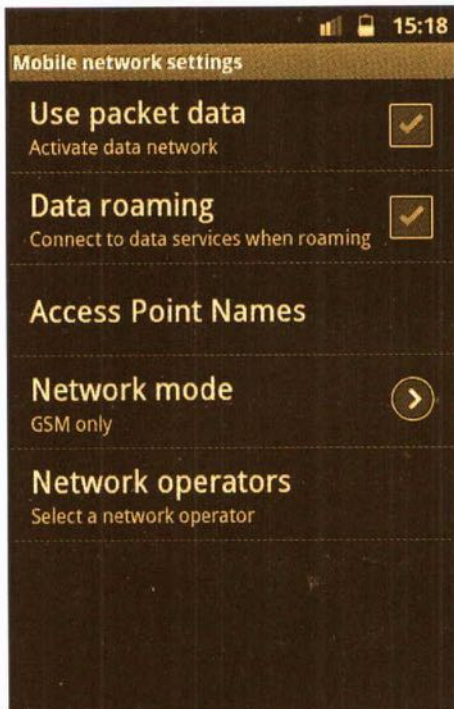 15:18
Mobile network settings
Use packet data
Activate data network
Data roaming
Connect to data services when roaming
Access Point Names
Network mode
GSM only
Network operators
Select a network operator